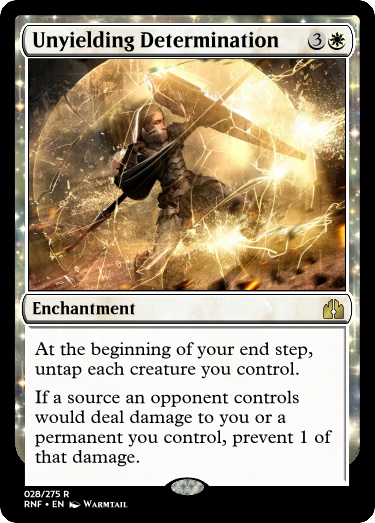 Unyielding Determination 3
Enchantment
At the beginning of your end step,
untap each creature you control.
If a source an opponent controls
would deal damage to you or a
permanent you control, prevent 1 of
that damage.
028/275 R
RNF • EN Warmtail